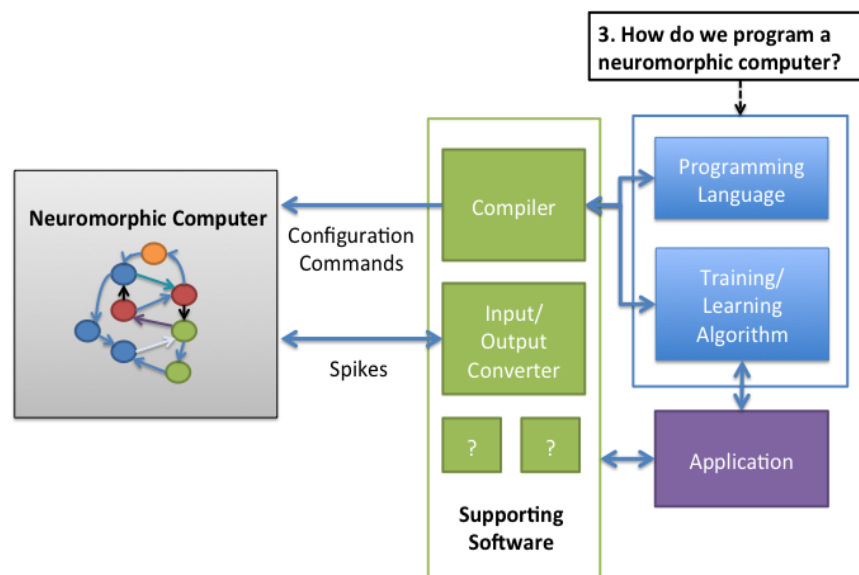 3. How do we program a
neuromorphic computer?
Neuromorphic Computer
Configuration
Commands
Spikes
Compiler
Input/
Output
Converter
?
?
Supporting
Software
Programming
Language
Training/
Learning
Algorithm
Application